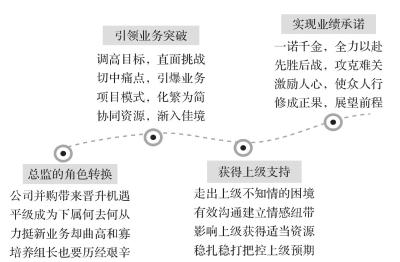 总监的角色转换
公司并购带来晋升机遇
平级成为下属何去何从
力挺新业务却曲高和寡
培养组长也要历经艰辛
引领业务突破
调高目标，直面挑战
切中痛点，引爆业务
项目模式，化繁为简
协同资源，渐入佳境
获得上级支持
走出上级不知情的困境
有效沟通建立情感纽带
影响上级获得适当资源
稳扎稳打把控上级预期
实现业绩承诺
一诺千金，全力以赴
先胜后战，攻克难关
激励人心，使众人行
修成正果，展望前程